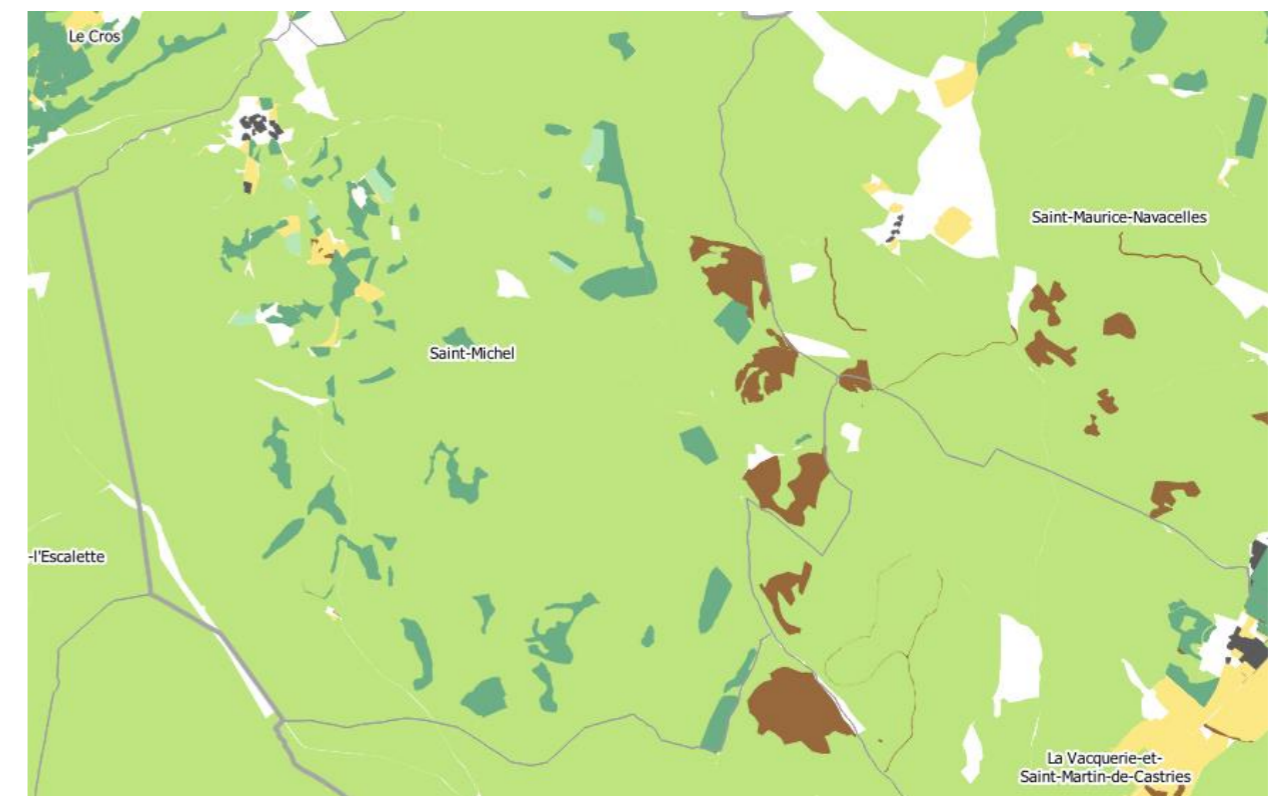 Le Cros
Saint-Maurice-Navacelles
Saint-Michel
-l'Escalette
La Vacquerie-et-
Saint-Martin-de-Castries